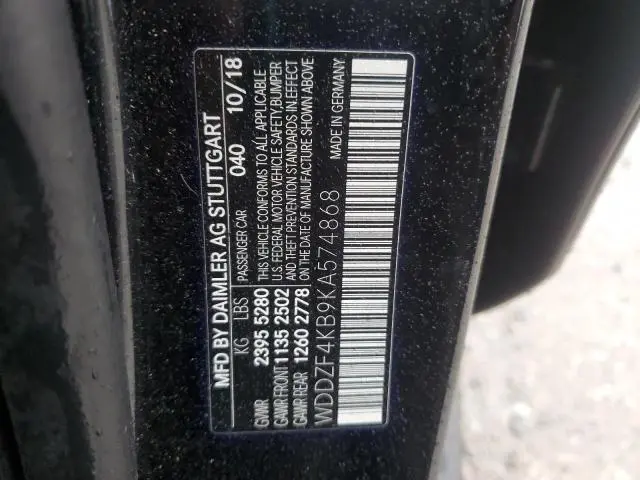 MFD BY DAIMLER AG STUTTGART
040 10/18
KG LBS PASSENGER CAR
GVWR 2395 5280
GAWR FRONT 1135 2502
GAWR REAR 1260 2778
THIS VEHICLE CONFORMS TO ALL APPLICABLE
U.S. FEDERAL MOTOR VEHICLE SAFETY,BUMPER
AND THEFT PREVENTION STANDARDS IN EFFECT
ON THE DATE OF MANUFACTURE SHOWN ABOVE
WDDZF4KB9KA574868
MADE IN GERMANY